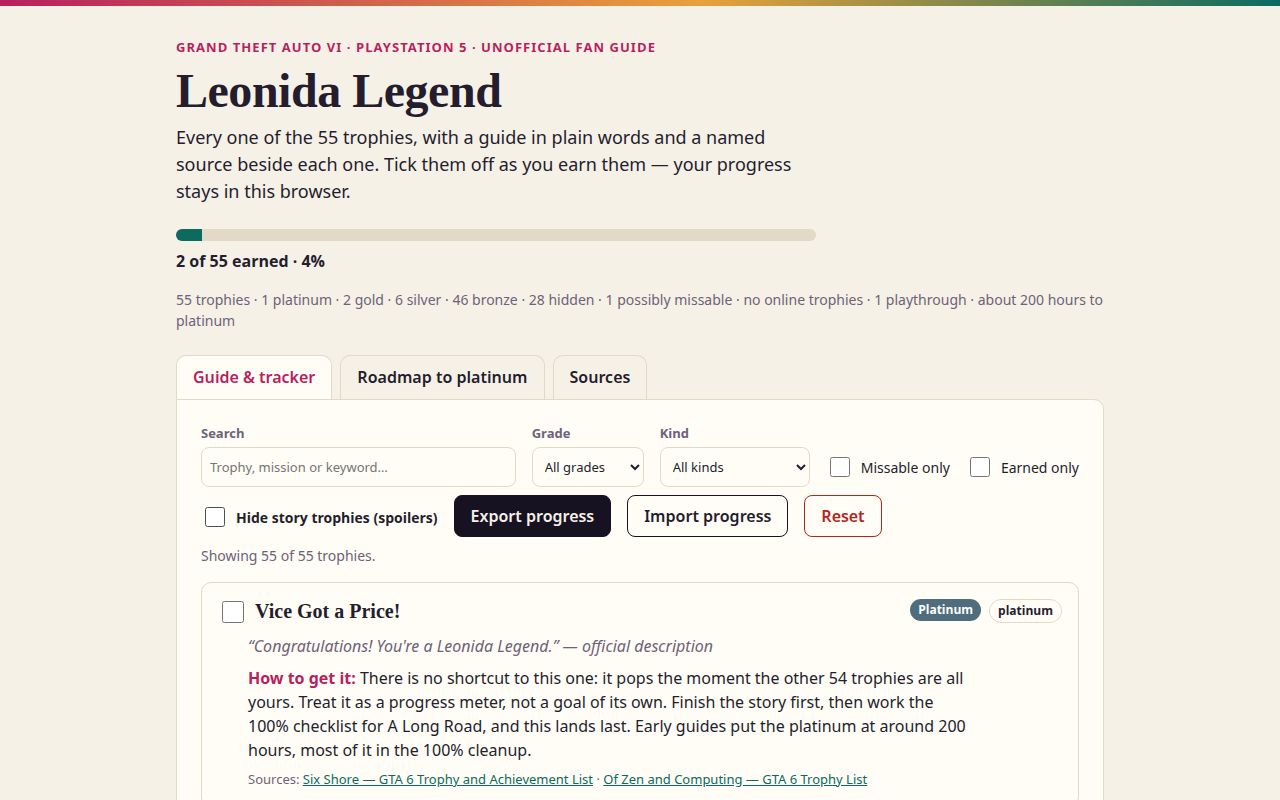 GRAND THEFT AUTO VI · PLAYSTATION 5 · UNOFFICIAL FAN GUIDE
Leonida Legend
Every one of the 55 trophies, with a guide in plain words and a named
source beside each one. Tick them off as you earn them — your progress
stays in this browser.
2 of 55 earned · 4%
55 trophies · 1 platinum · 2 gold · 6 silver · 46 bronze · 28 hidden · 1 possibly missable · no online trophies · 1 playthrough · about 200 hours to
platinum
Guide & tracker Roadmap to platinum Sources
Search Grade Kind
Trophy, mission or keyword... All grades All kinds Missable only Earned only
Hide story trophies (spoilers) Export progress Import progress Reset
Showing 55 of 55 trophies.
Vice Got a Price! Platinum platinum
“Congratulations! You're a Leonida Legend.” — official description
How to get it: There is no shortcut to this one: it pops the moment the other 54 trophies are all
yours. Treat it as a progress meter, not a goal of its own. Finish the story first, then work the
100% checklist for A Long Road, and this lands last. Early guides put the platinum at around 200
hours, most of it in the 100% cleanup.
Sources: Six Shore — GTA 6 Trophy and Achievement List · Of Zen and Computing — GTA 6 Trophy List